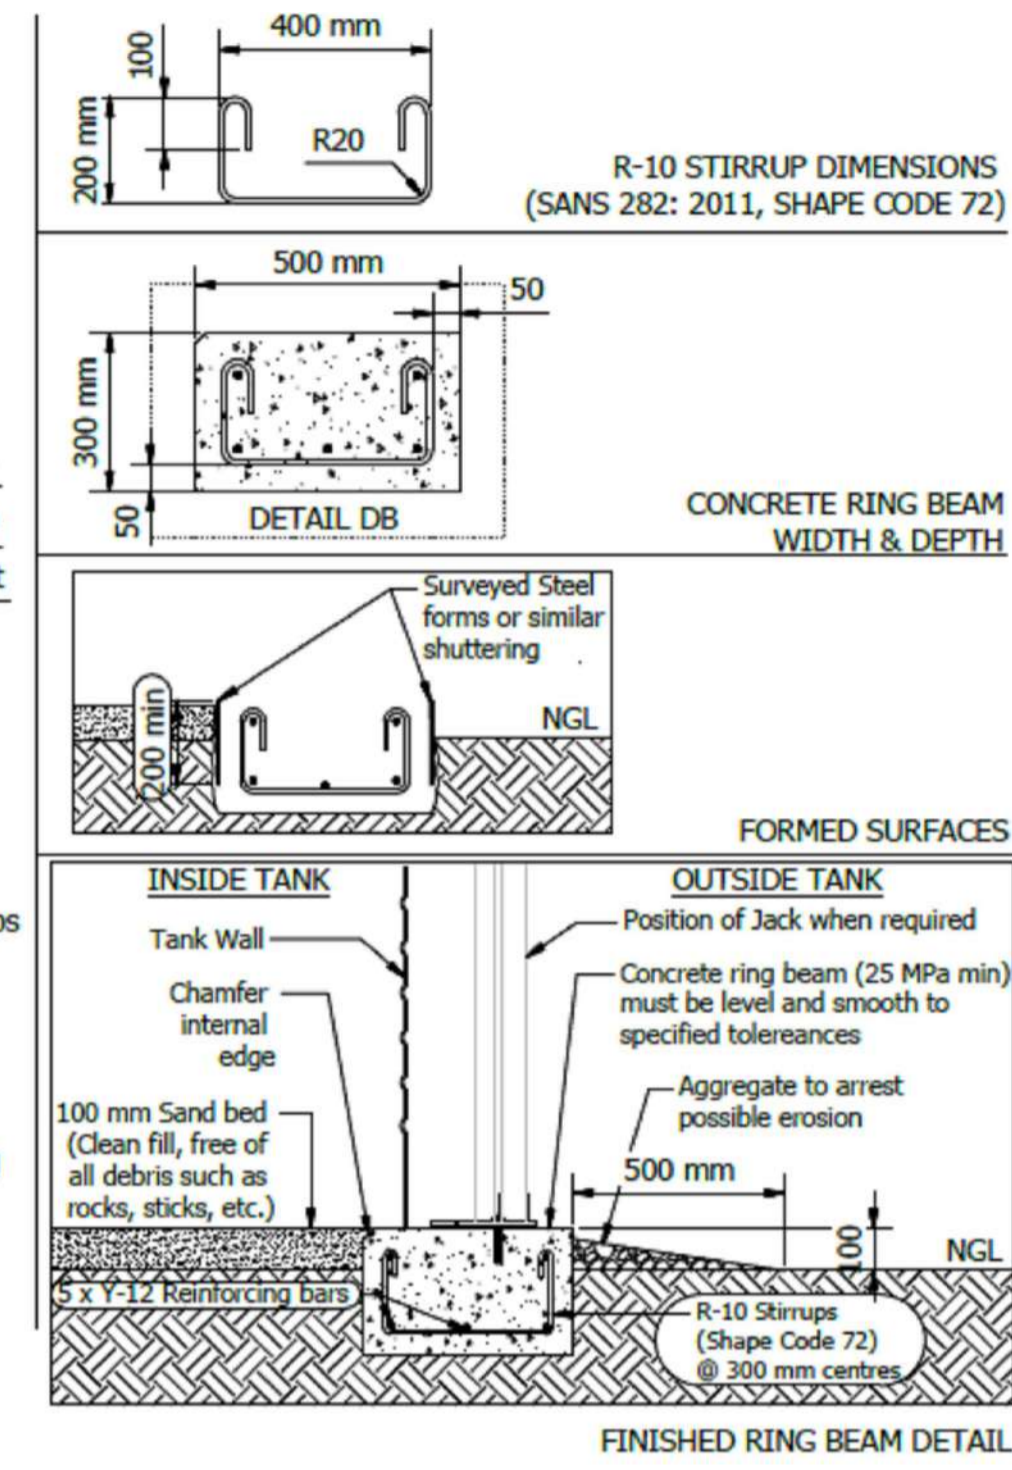 400 mm
100
200 mm
R20
R-10 STIRRUP DIMENSIONS
(SANS 282: 2011, SHAPE CODE 72)
500 mm
50
300 mm
50
DETAIL DB
CONCRETE RING BEAM
WIDTH & DEPTH
Surveyed Steel
forms or similar
shuttering
200 min
NGL
FORMED SURFACES
INSIDE TANK
OUTSIDE TANK
Tank Wall
Position of Jack when required
Chamfer
internal
edge
Concrete ring beam (25 MPa min)
must be level and smooth to
specified tolereances
Aggregate to arrest
possible erosion
100 mm Sand bed
(Clean fill, free of
all debris such as
rocks, sticks, etc.)
500 mm
100
NGL
5 x Y-12 Reinforcing bars
R-10 Stirrups
(Shape Code 72)
@ 300 mm centres
FINISHED RING BEAM DETAIL